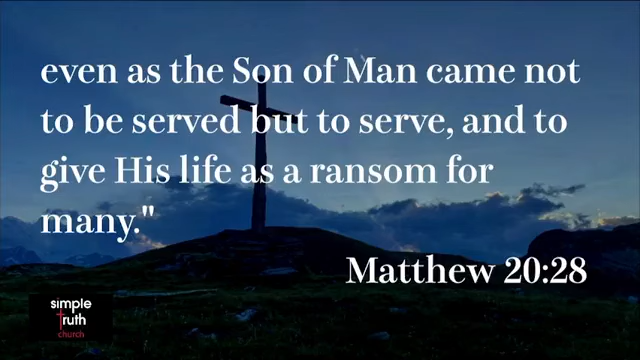 even as the Son of Man came not
to be served but to serve, and to
give His life as a ransom for
many."
Matthew 20:28
simple
truth
church